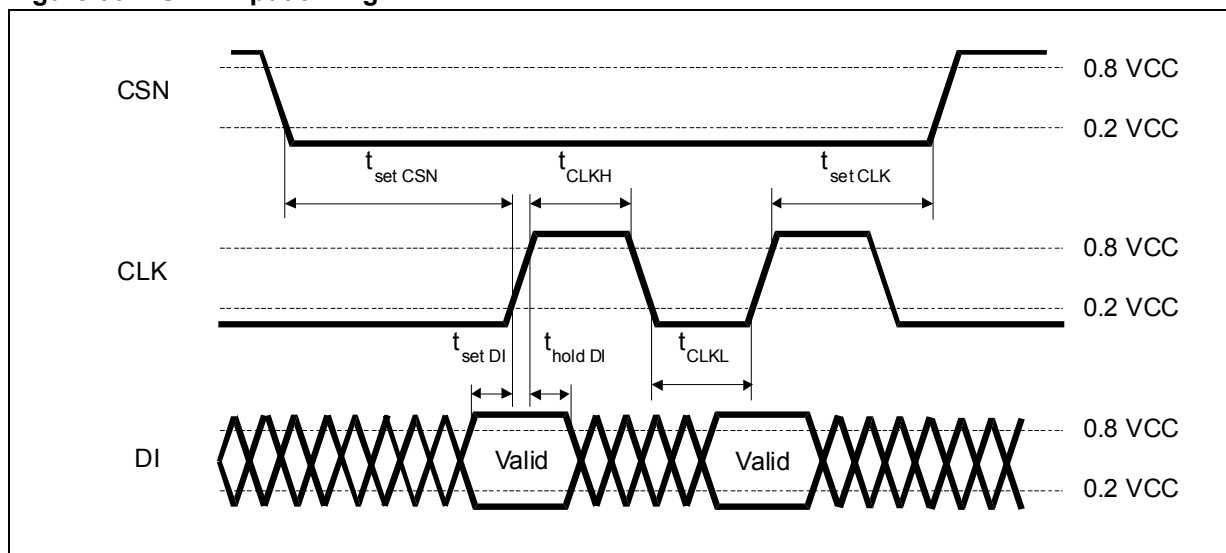 CSN
0.8 VCC
0.2 VCC
t set CSN
t CLKH
t set CLK
CLK
0.8 VCC
0.2 VCC
t set DI
t hold DI
t CLKL
DI
Valid
Valid
0.8 VCC
0.2 VCC